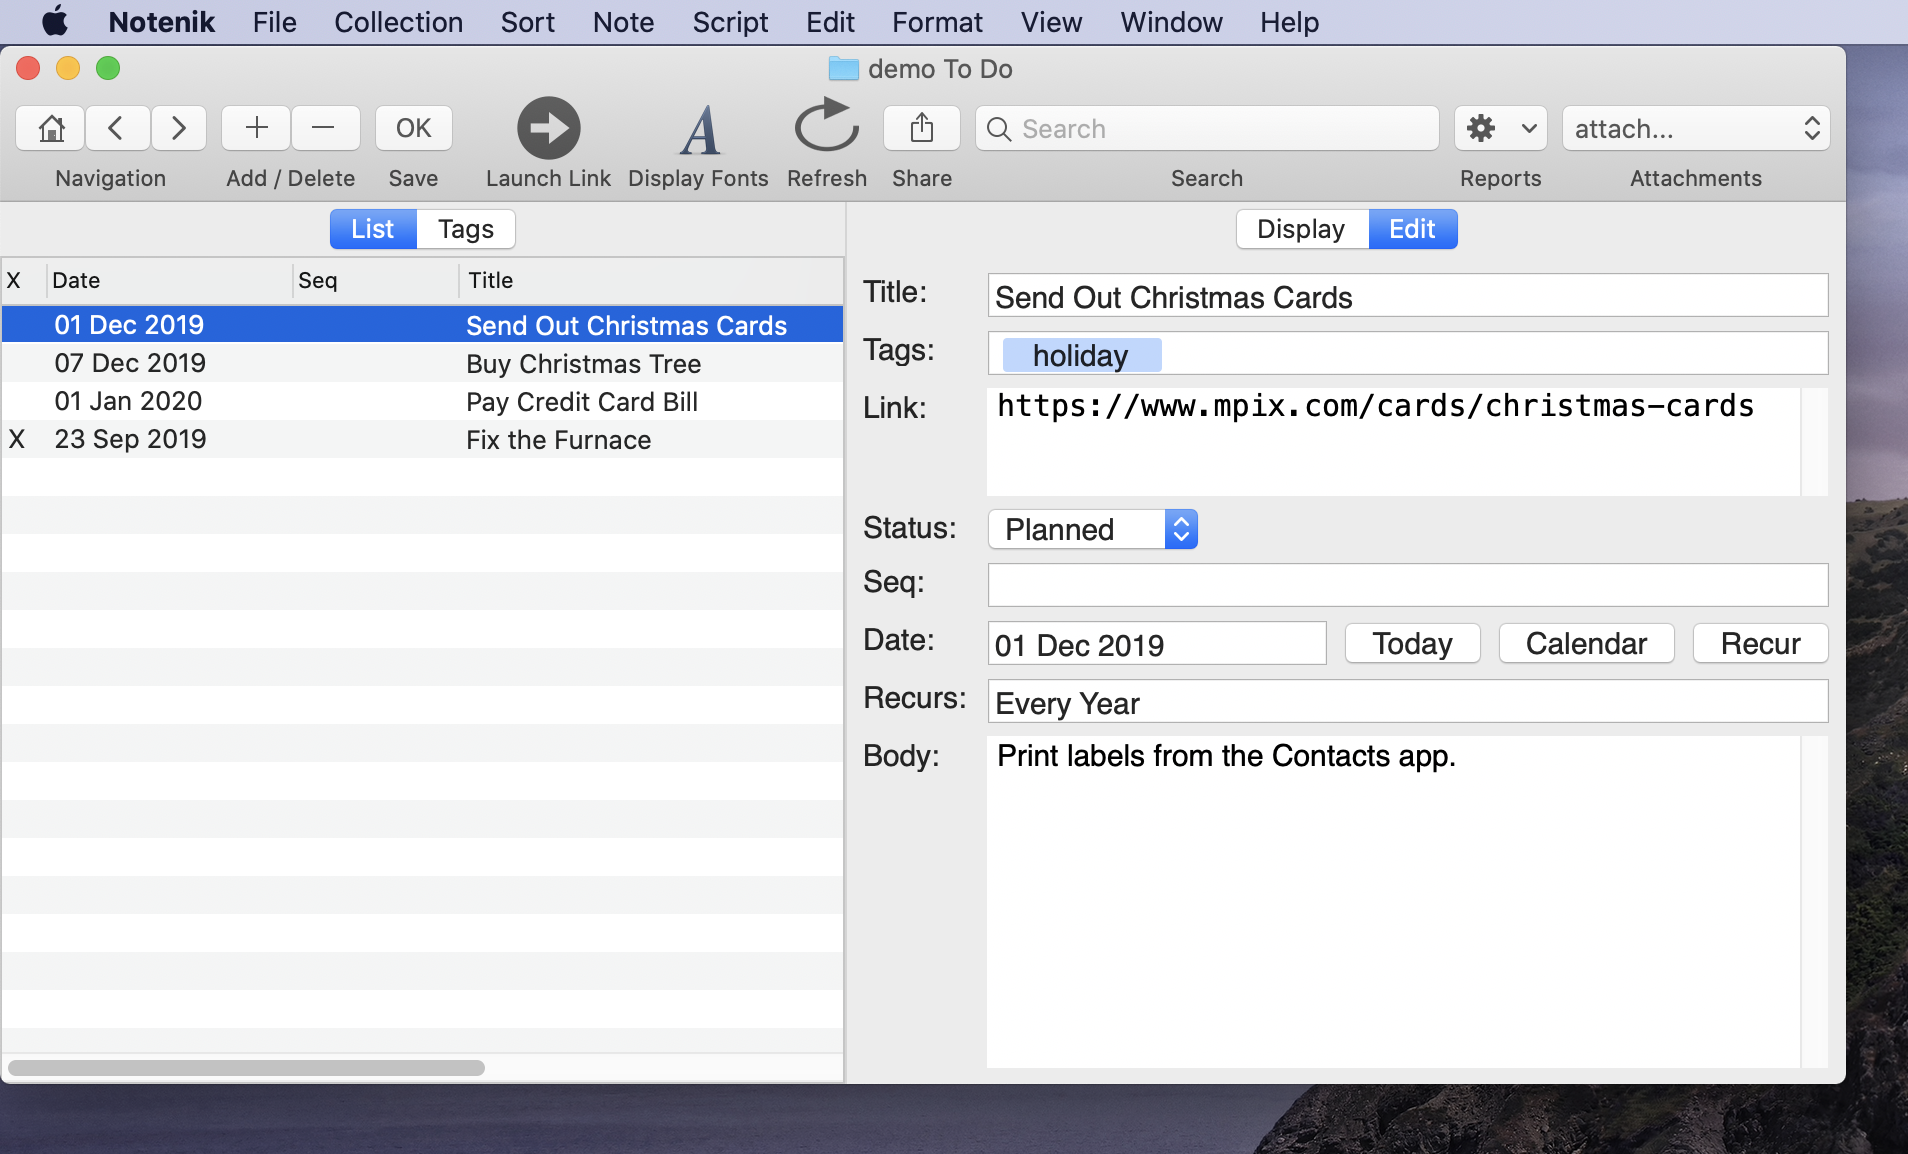 Notenik File Collection Sort Note Script Edit Format View Window Help
demo To Do
OK Search attach...
Navigation Add / Delete Save Launch Link Display Fonts Refresh Share Search Reports Attachments
List Tags
X Date Seq Title
01 Dec 2019 Send Out Christmas Cards
07 Dec 2019 Buy Christmas Tree
01 Jan 2020 Pay Credit Card Bill
X 23 Sep 2019 Fix the Furnace
Display Edit
Title: Send Out Christmas Cards
Tags: holiday
Link: https://www.mpix.com/cards/christmas-cards
Status: Planned
Seq:
Date: 01 Dec 2019 Today Calendar Recur
Recurs: Every Year
Body: Print labels from the Contacts app.